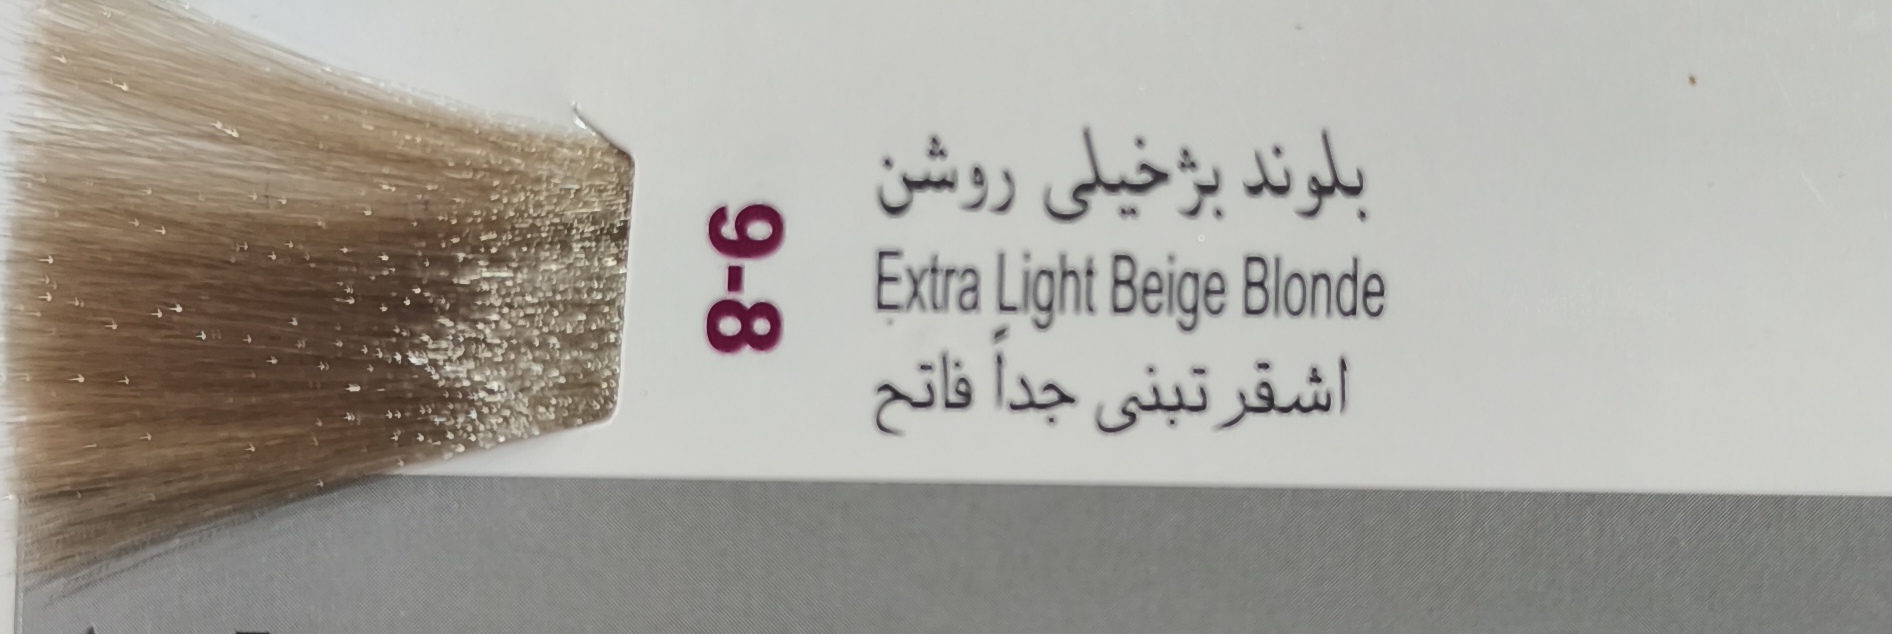 9-8
بلوند بژخیلی روشن
Extra Light Beige Blonde
اشقر تبنی جداً فاتح